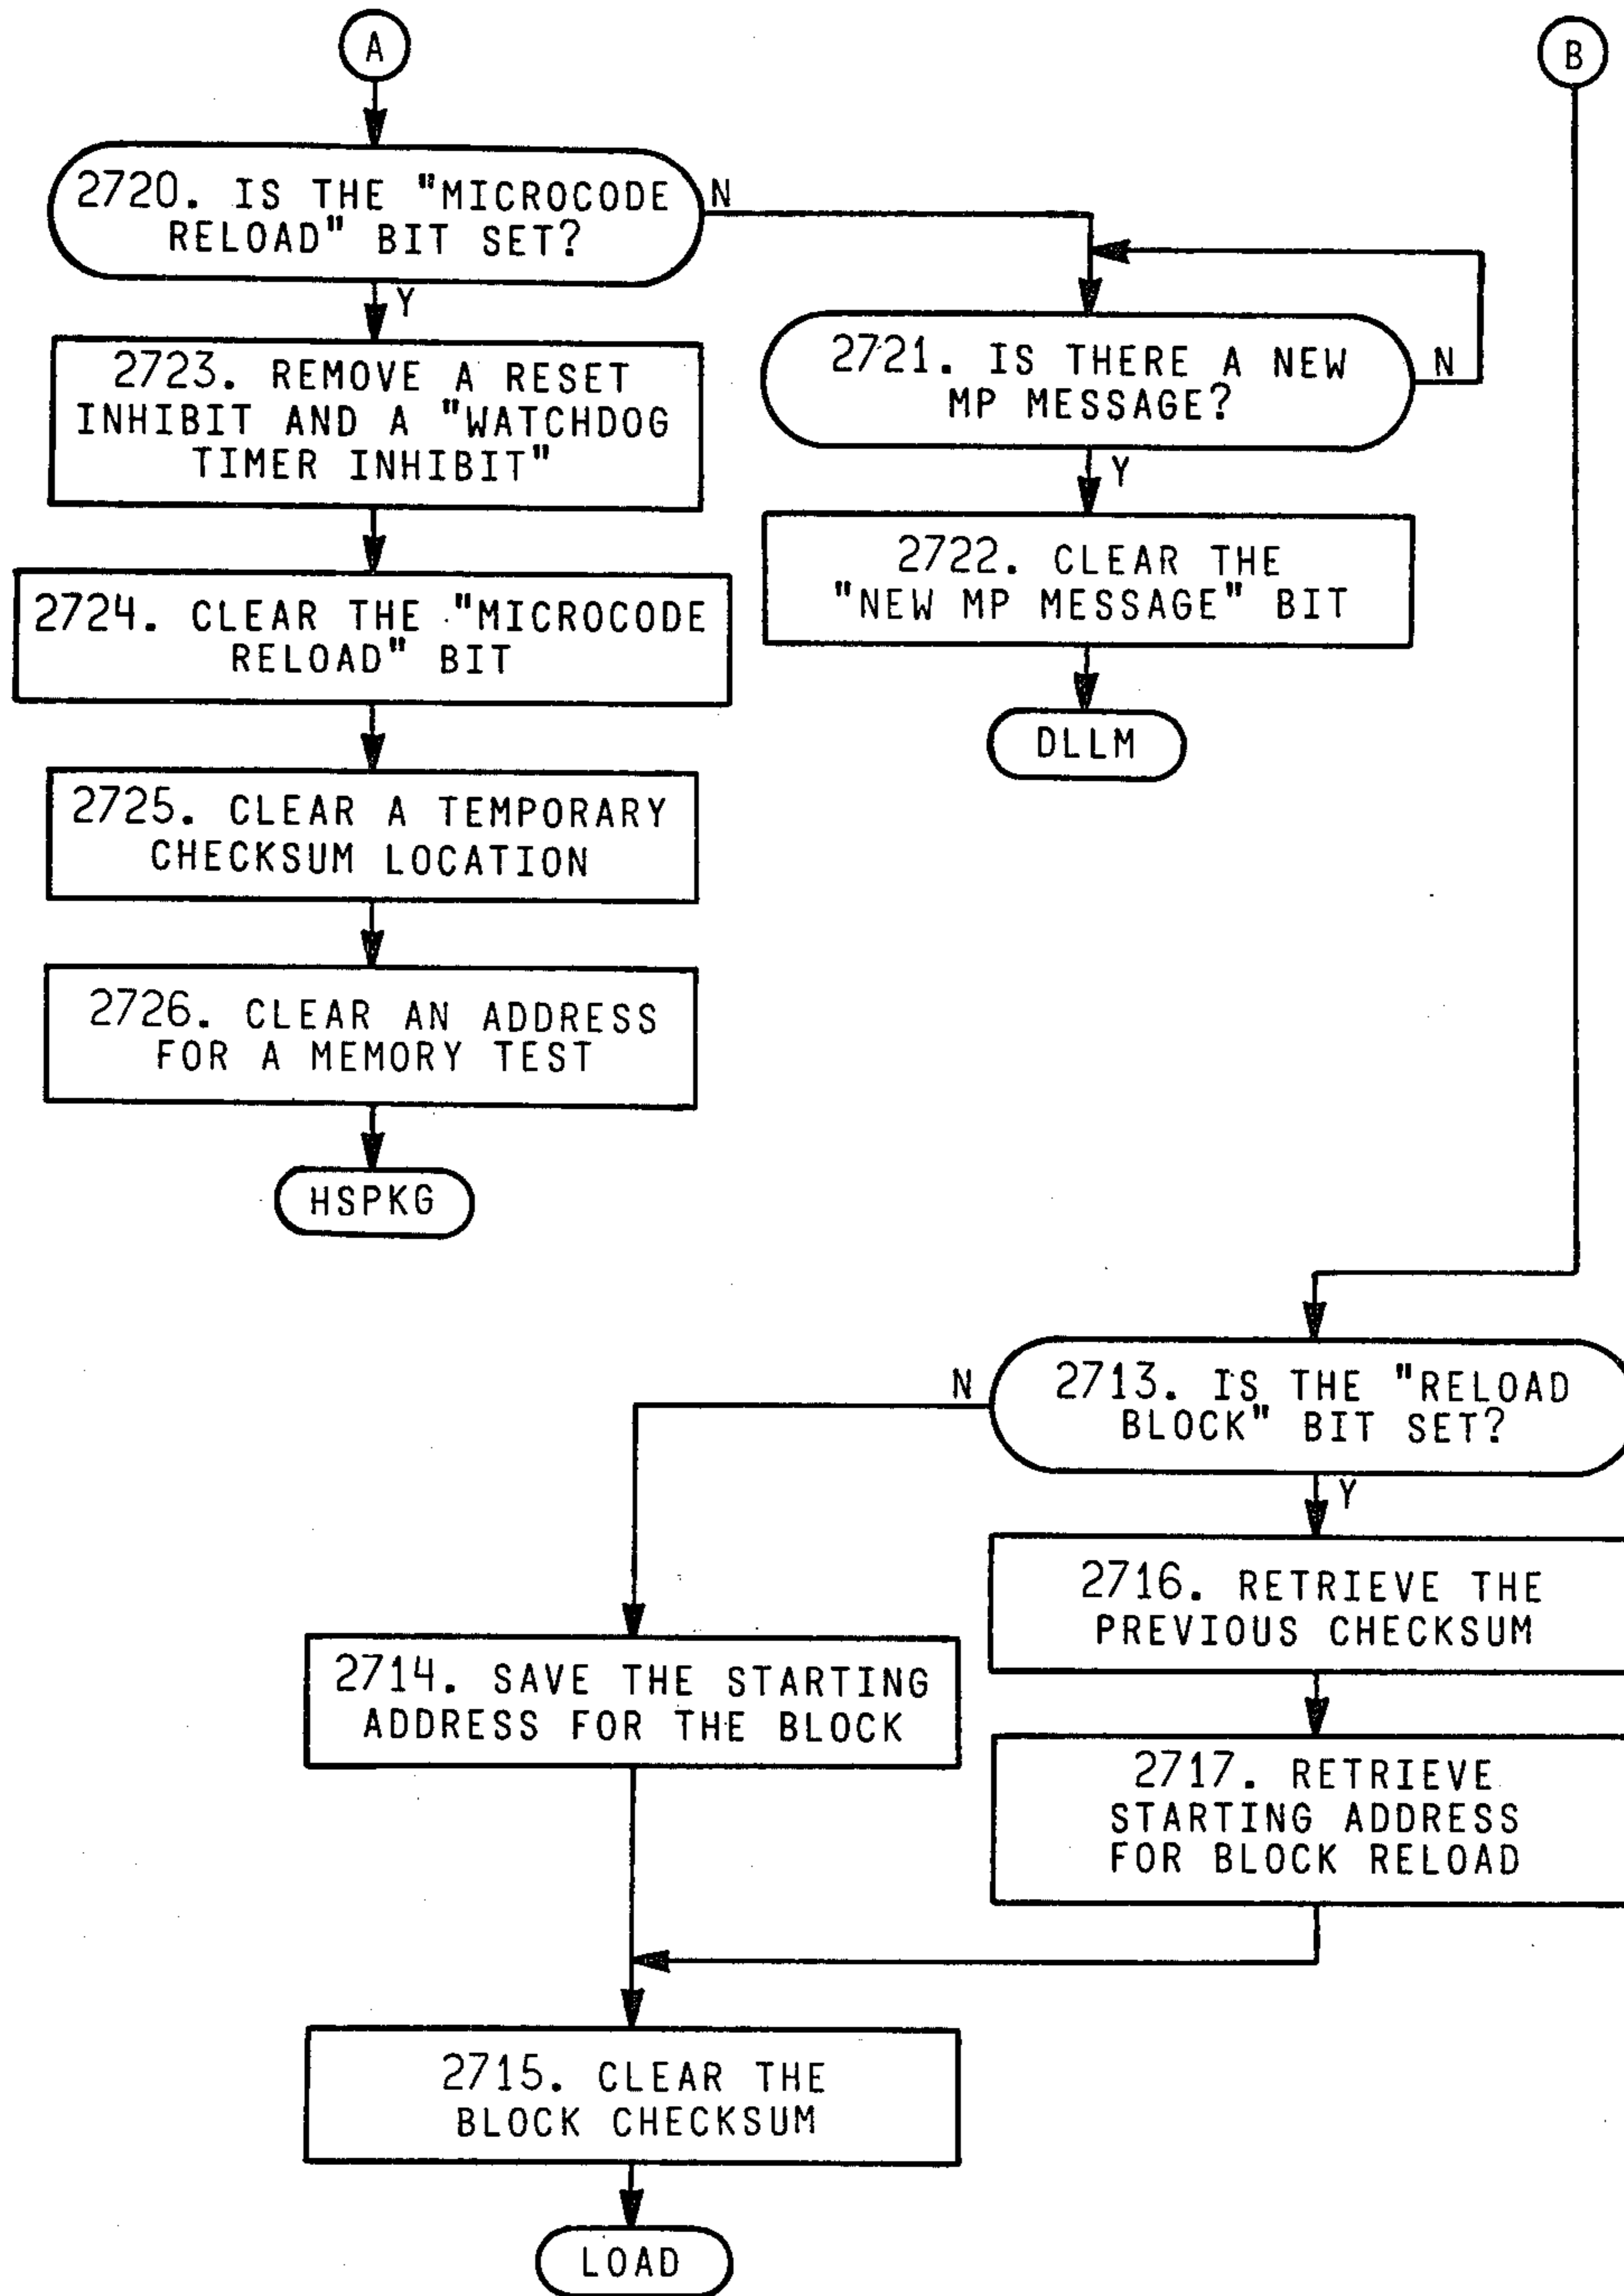 A
B
2720. IS THE "MICROCODE
RELOAD" BIT SET?
N
Y
2723. REMOVE A RESET
INHIBIT AND A "WATCHDOG
TIMER INHIBIT"
2721. IS THERE A NEW
MP MESSAGE?
N
Y
2722. CLEAR THE
"NEW MP MESSAGE" BIT
DLLM
2724. CLEAR THE "MICROCODE
RELOAD" BIT
2725. CLEAR A TEMPORARY
CHECKSUM LOCATION
2726. CLEAR AN ADDRESS
FOR A MEMORY TEST
HSPKG
2713. IS THE "RELOAD
BLOCK" BIT SET?
N
Y
2716. RETRIEVE THE
PREVIOUS CHECKSUM
2714. SAVE THE STARTING
ADDRESS FOR THE BLOCK
2717. RETRIEVE
STARTING ADDRESS
FOR BLOCK RELOAD
2715. CLEAR THE
BLOCK CHECKSUM
LOAD